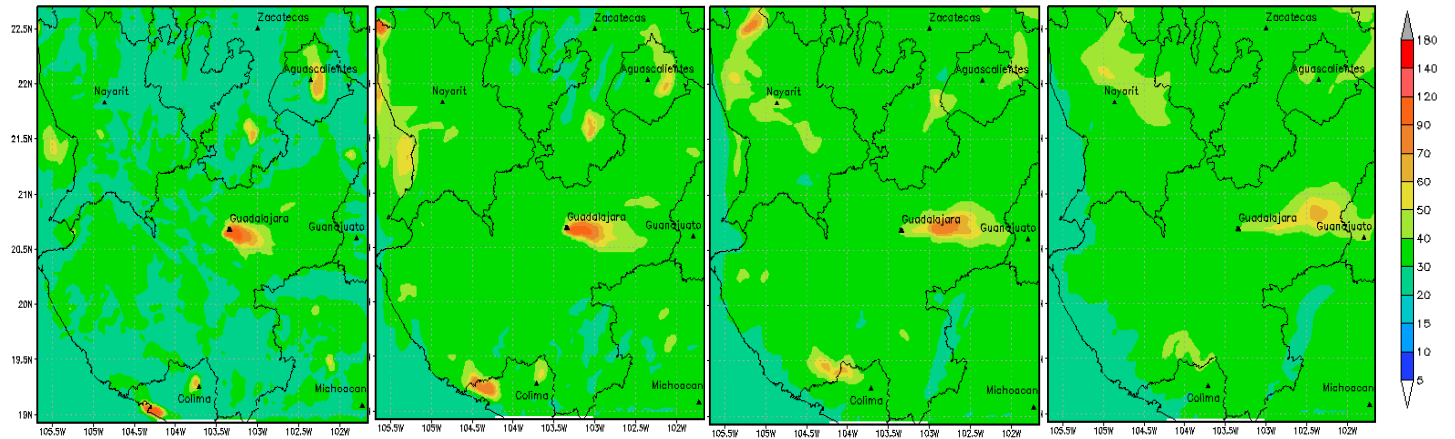 Zacatecas
Aguascalientes
Nayarit
Guadalajara
Guanajuato
Colima
Michoacan
22.5N
22N
21.5N
21N
20.5N
20N
19.5N
19N
105.5W 105W 104.5W 104W 103.5W 103W 102.5W 102W
Zacatecas
Aguascalientes
Nayarit
Guadalajara
Guanajuato
Colima
Michoacan
105.5W 105W 104.5W 104W 103.5W 103W 102.5W 102W
Zacatecas
Aguascalientes
Nayarit
Guadalajara
Guanajuato
Colima
Michoacan
105.5W 105W 104.5W 104W 103.5W 103W 102.5W 102W
Zacatecas
Aguascalientes
Nayarit
Guadalajara
Guanajuato
Colima
Michoacan
105.5W 105W 104.5W 104W 103.5W 103W 102.5W 102W
180
140
120
90
70
60
50
40
30
20
15
10
5